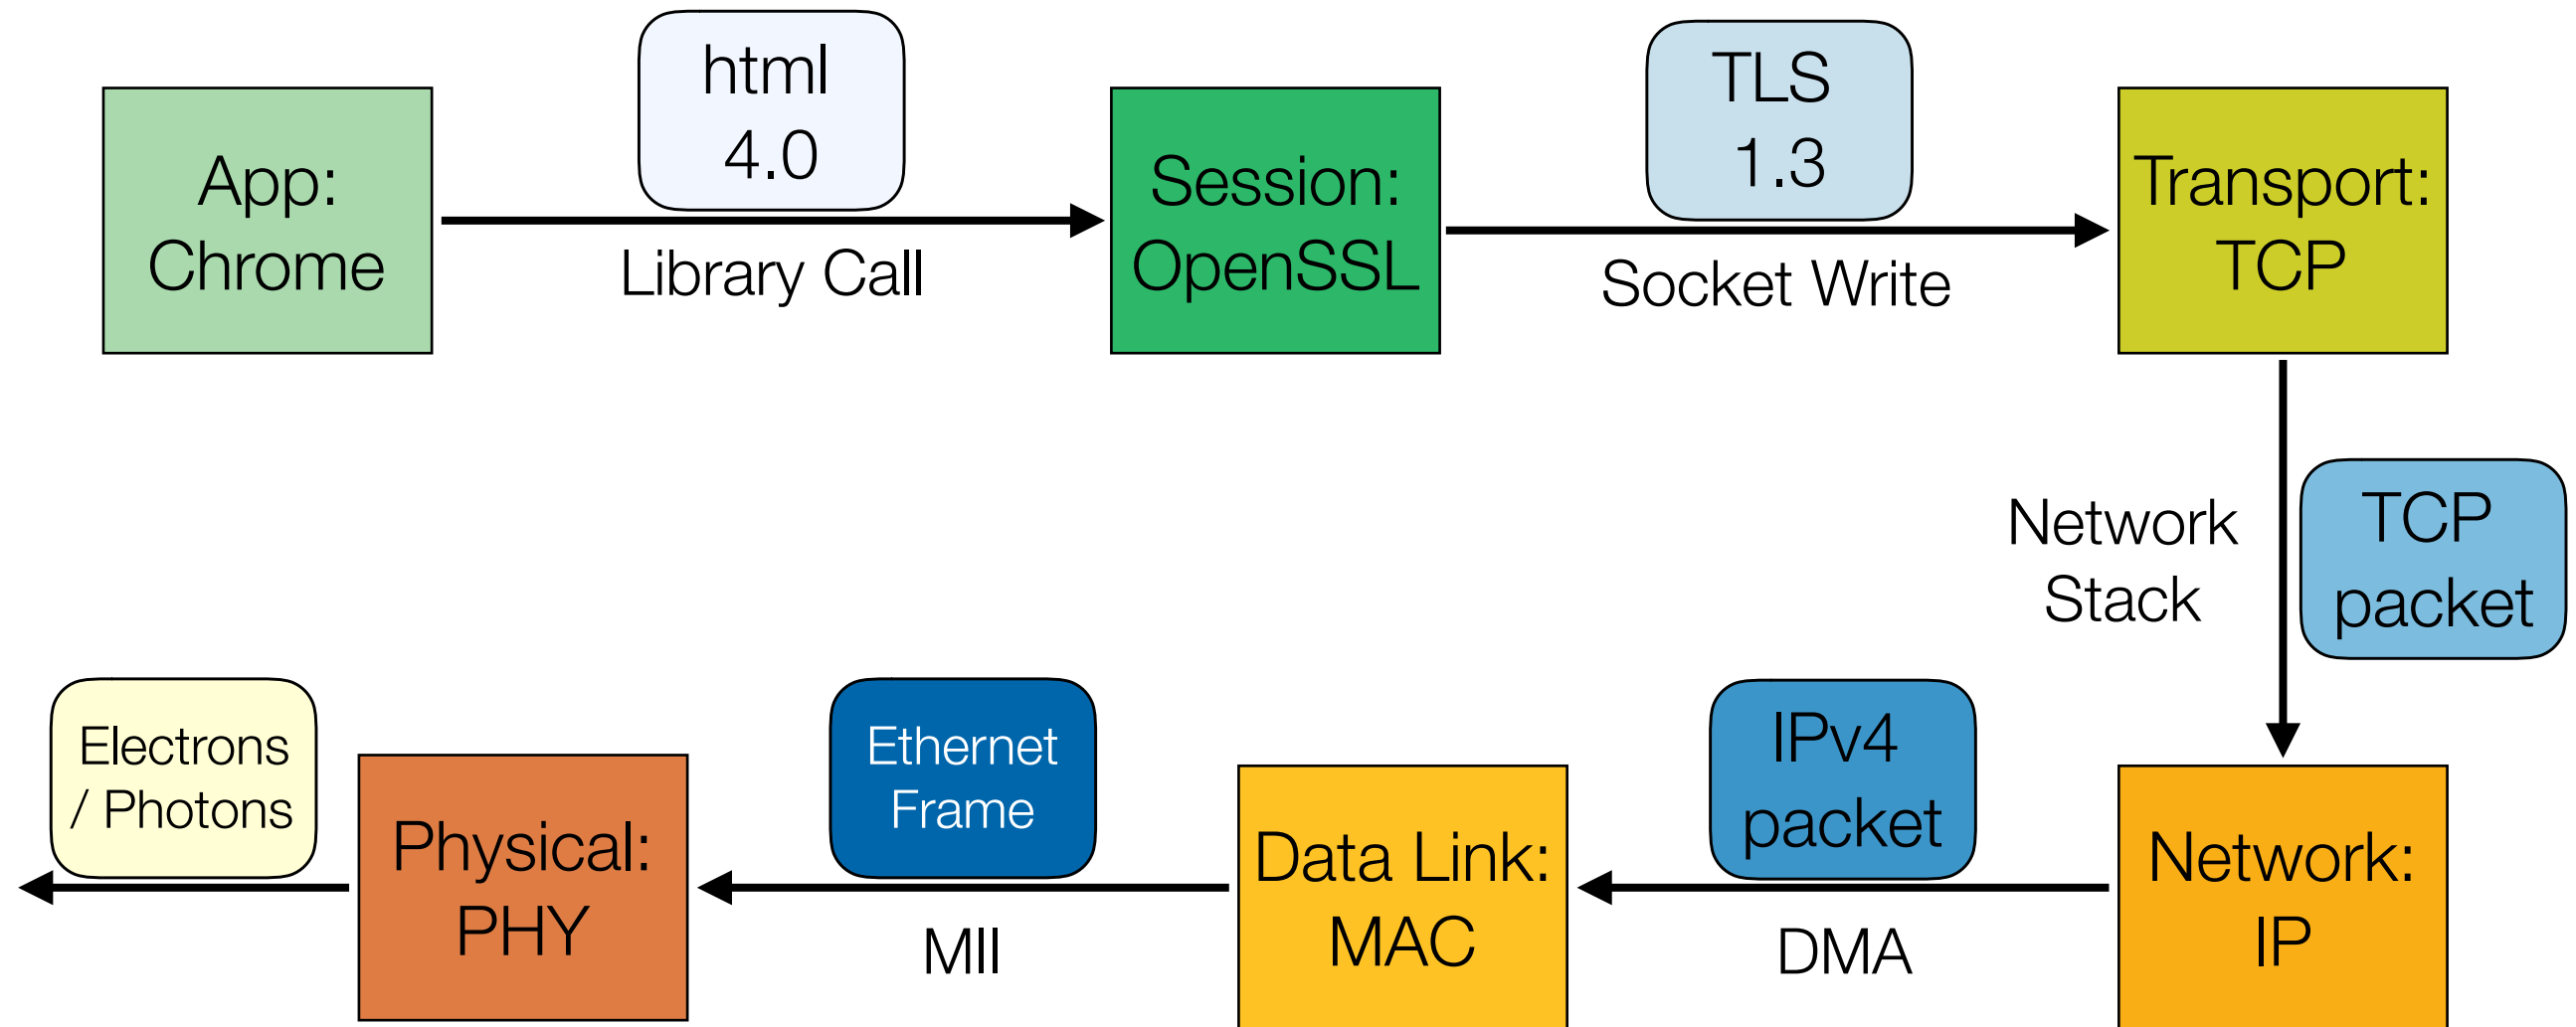 App:
Chrome
html
4.0
Library Call
Session:
OpenSSL
TLS
1.3
Socket Write
Transport:
TCP
Network
Stack
TCP
packet
Network:
IP
IPv4
packet
DMA
Data Link:
MAC
Ethernet
Frame
MII
Physical:
PHY
Electrons
/ Photons